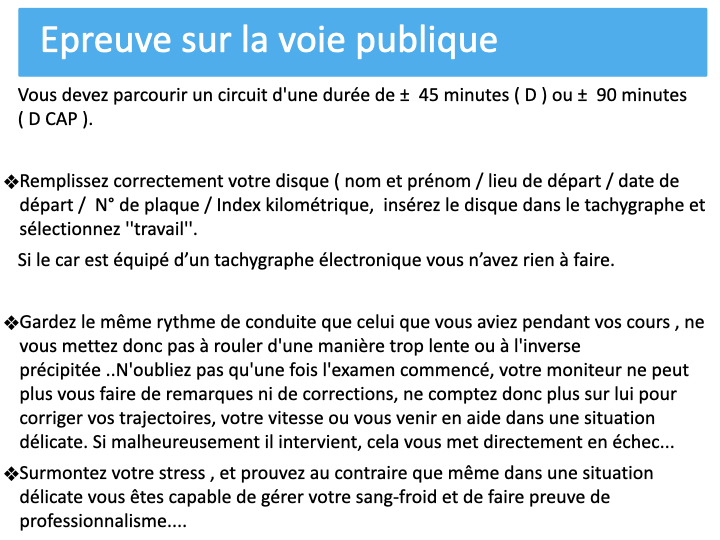 Epreuve sur la voie publique
Vous devez parcourir un circuit d'une durée de ± 45 minutes ( D ) ou ± 90 minutes
( D CAP ).
❖Remplissez correctement votre disque ( nom et prénom / lieu de départ / date de
départ / N° de plaque / Index kilométrique, insérez le disque dans le tachygraphe et
sélectionnez ''travail''.
Si le car est équipé d’un tachygraphe électronique vous n’avez rien à faire.
❖Gardez le même rythme de conduite que celui que vous aviez pendant vos cours , ne
vous mettez donc pas à rouler d'une manière trop lente ou à l'inverse
précipitée ..N'oubliez pas qu'une fois l'examen commencé, votre moniteur ne peut
plus vous faire de remarques ni de corrections, ne comptez donc plus sur lui pour
corriger vos trajectoires, votre vitesse ou vous venir en aide dans une situation
délicate. Si malheureusement il intervient, cela vous met directement en échec...
❖Surmontez votre stress , et prouvez au contraire que même dans une situation
délicate vous êtes capable de gérer votre sang-froid et de faire preuve de
professionnalisme....